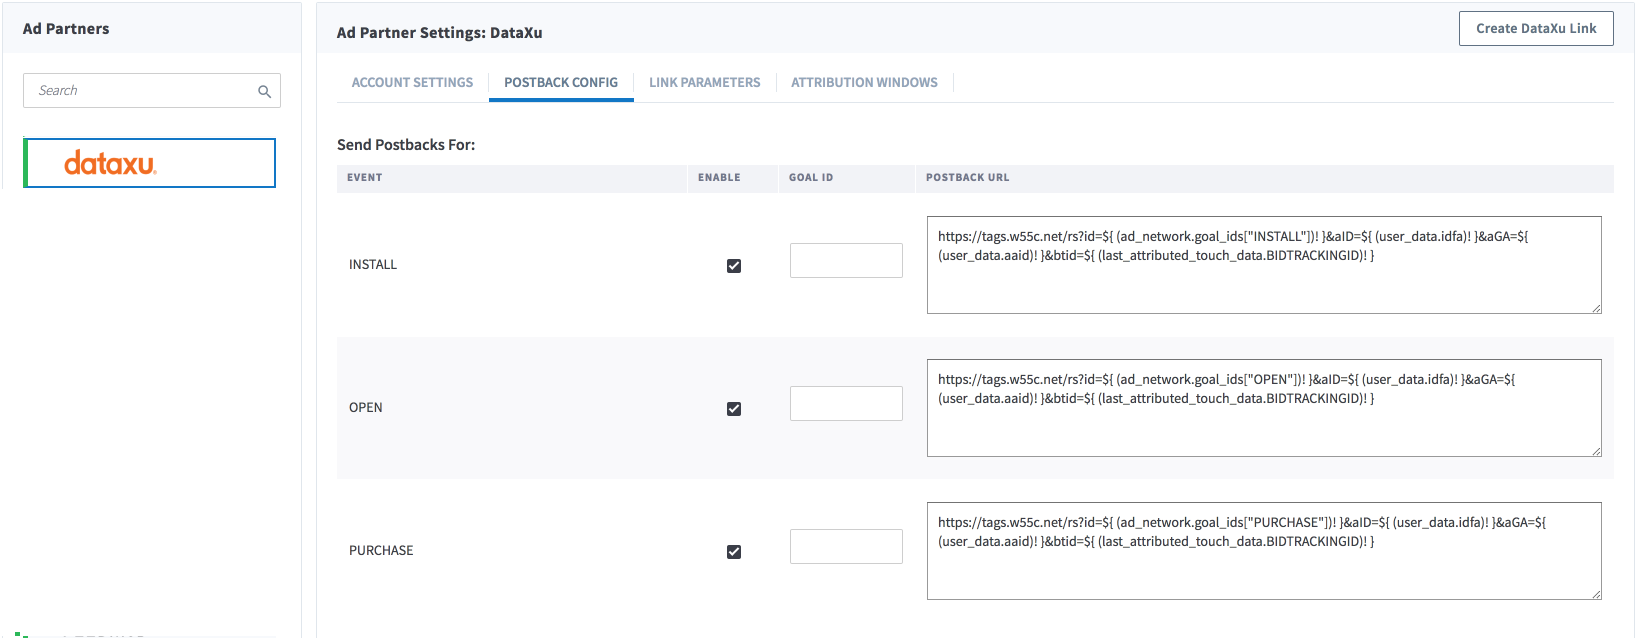 Ad Partners
Search
dataxu
Ad Partner Settings: DataXu
Create DataXu Link
ACCOUNT SETTINGS
POSTBACK CONFIG
LINK PARAMETERS
ATTRIBUTION WINDOWS
Send Postbacks For:
EVENT ENABLE GOAL ID POSTBACK URL
INSTALL
https://tags.w55c.net/rs?id=${ (ad_network.goal_ids["INSTALL"])! }&aID=${ (user_data.idfa)! }&aGA=${
(user_data.aaid)! }&btid=${ (last_attributed_touch_data.BIDTRACKINGID)! }
OPEN
https://tags.w55c.net/rs?id=${ (ad_network.goal_ids["OPEN"])! }&aID=${ (user_data.idfa)! }&aGA=${
(user_data.aaid)! }&btid=${ (last_attributed_touch_data.BIDTRACKINGID)! }
PURCHASE
https://tags.w55c.net/rs?id=${ (ad_network.goal_ids["PURCHASE"])! }&aID=${ (user_data.idfa)! }&aGA=${
(user_data.aaid)! }&btid=${ (last_attributed_touch_data.BIDTRACKINGID)! }